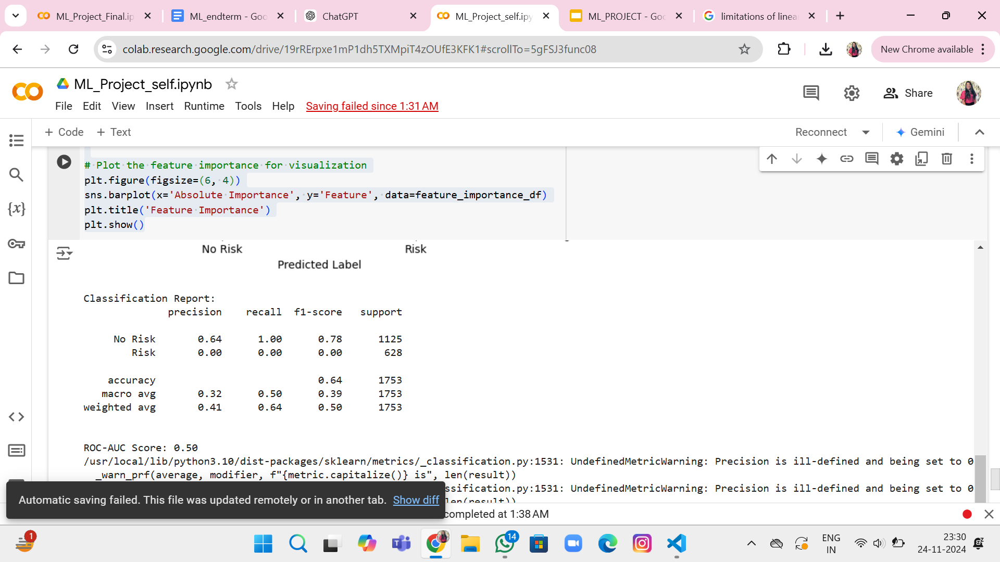 ML_Project_Final.ip
ML_endterm - Goo
ChatGPT
ML_Project_self.ipy
ML_PROJECT - Goo
limitations of linea
colab.research.google.com/drive/19rRErpxe1mP1dh5TXMpiT4zOUfE3KFK1#scrollTo=5gFSJ3func08
New Chrome available
ML_Project_self.ipynb
File Edit View Insert Runtime Tools Help Saving failed since 1:31 AM
Share
+ Code + Text
Reconnect
Gemini
# Plot the feature importance for visualization
plt.figure(figsize=(6, 4))
sns.barplot(x='Absolute Importance', y='Feature', data=feature_importance_df)
plt.title('Feature Importance')
plt.show()
No Risk Risk
Predicted Label
Classification Report:
precision recall f1-score support
No Risk 0.64 1.00 0.78 1125
Risk 0.00 0.00 0.00 628
accuracy 0.64 1753
macro avg 0.32 0.50 0.39 1753
weighted avg 0.41 0.64 0.50 1753
ROC-AUC Score: 0.50
/usr/local/lib/python3.10/dist-packages/sklearn/metrics/_classification.py:1531: UndefinedMetricWarning: Precision is ill-defined and being set to 0
_warn_prf(average, modifier, f"{metric.capitalize()} is", len(result))
ssification.py:1531: UndefinedMetricWarning: Precision is ill-defined and being set to 0
len(result))
Automatic saving failed. This file was updated remotely or in another tab. Show diff
completed at 1:38 AM
1
14
ENG
IN
23:30
24-11-2024